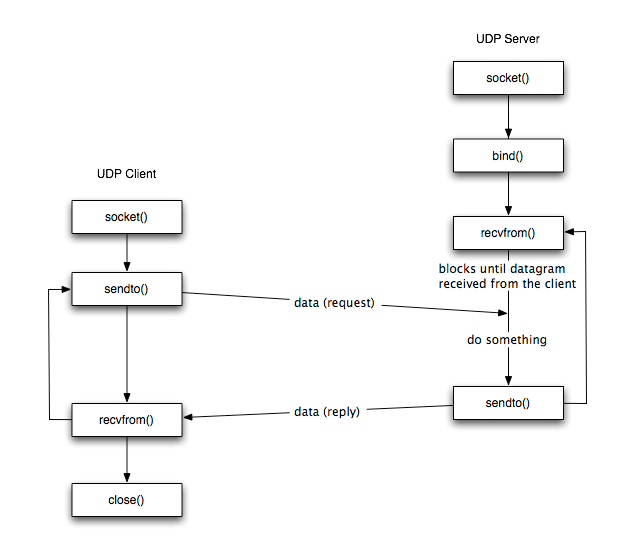 UDP Server
socket()
bind()
UDP Client
socket()
recvfrom()
blocks until datagram
received from the client
sendto()
data (request)
do something
sendto()
data (reply)
recvfrom()
close()